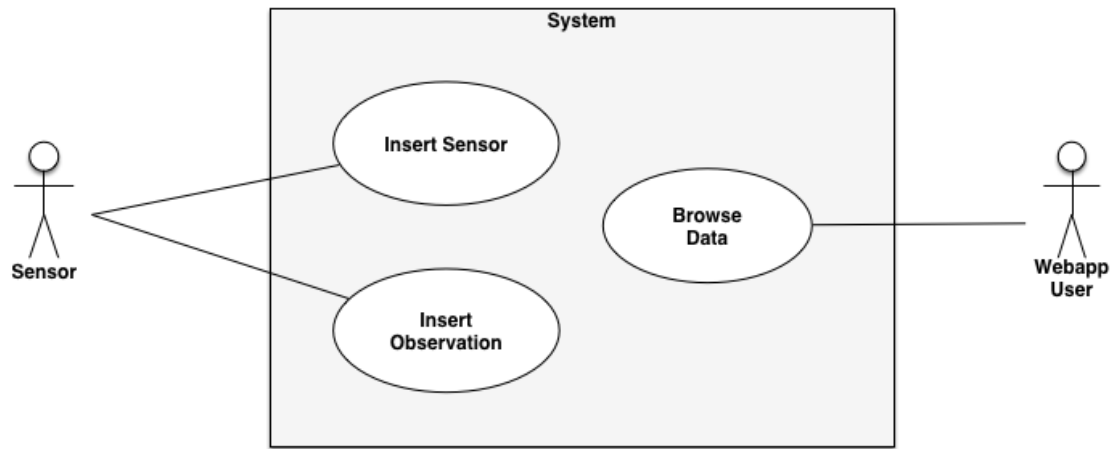 System
Insert Sensor
Browse
Data
Sensor
Webapp
User
Insert
Observation